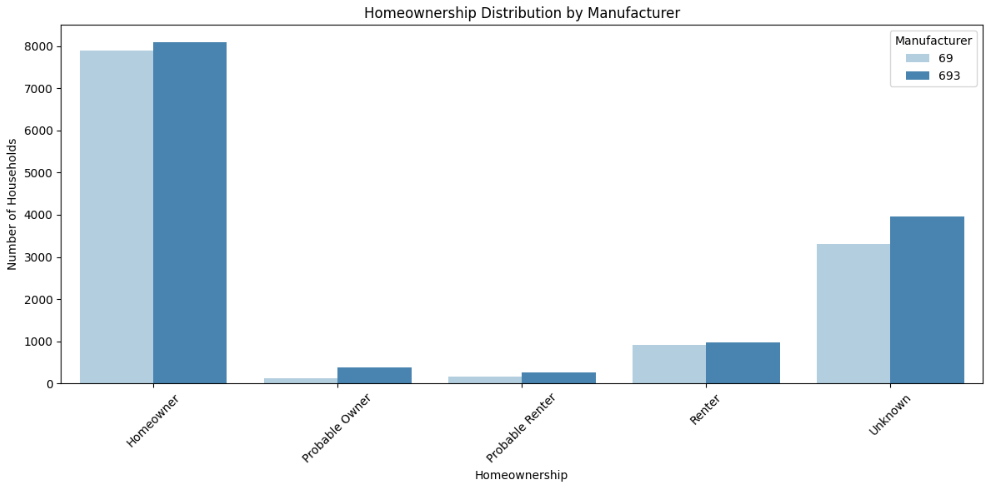 Homeownership Distribution by Manufacturer
Manufacturer
69
693
Number of Households
8000
7000
6000
5000
4000
3000
2000
1000
0
Homeowner
Probable Owner
Probable Renter
Renter
Unknown
Homeownership